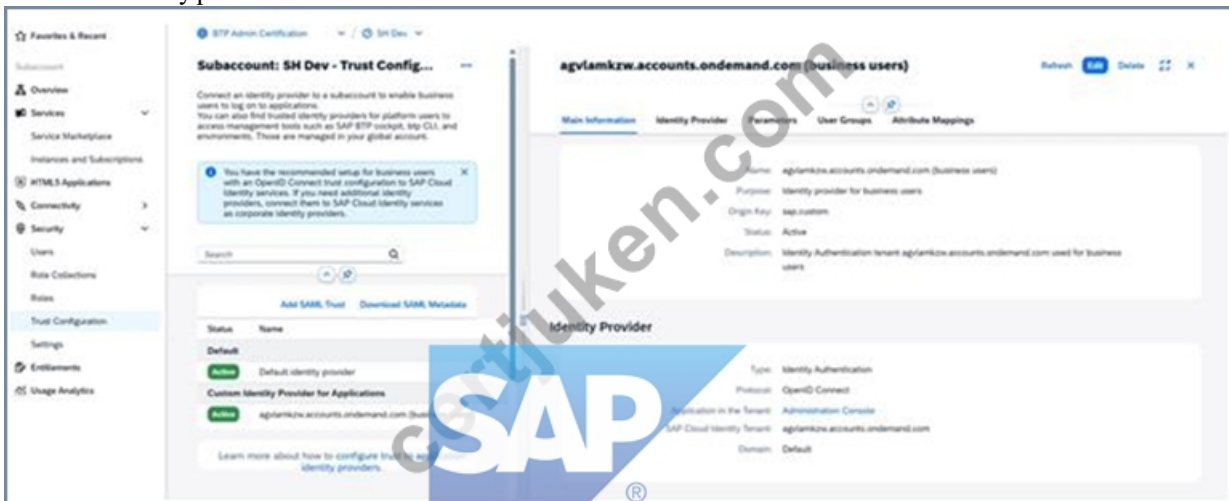 Favorites & Recent
Subaccount
Overview
Services
Service Marketplace
Instances and Subscriptions
HTML5 Applications
Connectivity
Security
Users
Role Collections
Roles
Trust Configuration
Settings
Entitlements
Usage Analytics
BTP Admin Certification / SH Dev
Subaccount: SH Dev - Trust Config...
Connect an identity provider to a subaccount to enable business
users to log on to applications.
You can also find trusted identity providers for platform users to
access management tools such as SAP BTP cockpit, btp CLI, and
environments. Those are managed in your global account.
You have the recommended setup for business users
with an OpenID Connect trust configuration to SAP Cloud
Identity services. If you need additional identity
providers, connect them to SAP Cloud Identity services
as corporate identity providers.
Search
Add SAML Trust Download SAML Metadata
Status Name
Default
Active Default identity provider
Custom Identity Provider for Applications
Active agvlamkzw.accounts.ondemand.com
Learn more about how to configure trust to
identity providers.
agvlamkzw.accounts.ondemand.com (business users)
Refresh Edit Delete
Main Information Identity Provider Parameters User Groups Attribute Mappings
Name: agvlamkzw.accounts.ondemand.com (business users)
Purpose: Identity provider for business users
Origin Key: sap.custom
Status: Active
Description: Identity Authentication tenant agvlamkzw.accounts.ondemand.com used for business
users
Identity Provider
Type: Identity Authentication
Protocol: OpenID Connect
Application in the Tenant: Administration Console
SAP Cloud Identity Tenant: agvlamkzw.accounts.ondemand.com
Domain: Default
SAP
®
certjuken.com